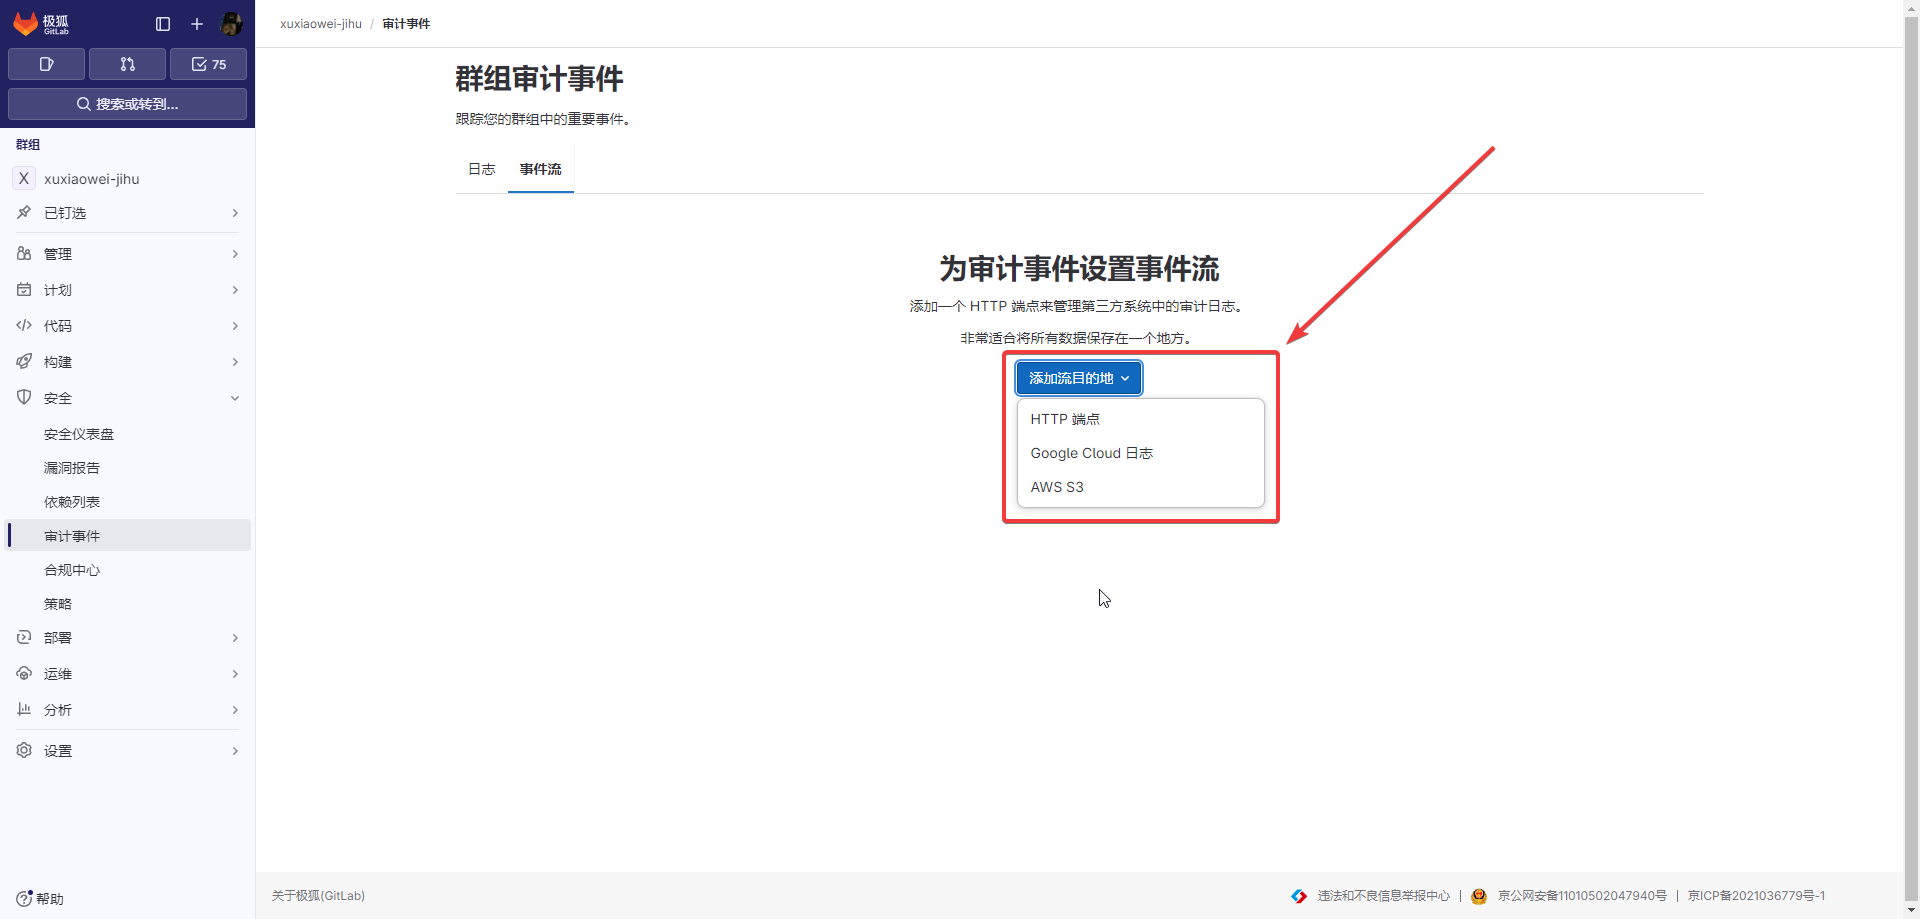 极狐
GitLab
75
搜索或转到...
群组
X xuxiaowei-jihu
已钉选
管理
计划
代码
构建
安全
安全仪表盘
漏洞报告
依赖列表
审计事件
合规中心
策略
部署
运维
分析
设置
帮助
xuxiaowei-jihu / 审计事件
群组审计事件
跟踪您的群组中的重要事件。
日志 事件流
为审计事件设置事件流
添加一个 HTTP 端点来管理第三方系统中的审计日志。
非常适合将所有数据保存在一个地方。
添加流目的地
HTTP 端点
Google Cloud 日志
AWS S3
关于极狐(GitLab)
违法和不良信息举报中心 | 京公网安备11010502047940号 | 京ICP备2021036779号-1